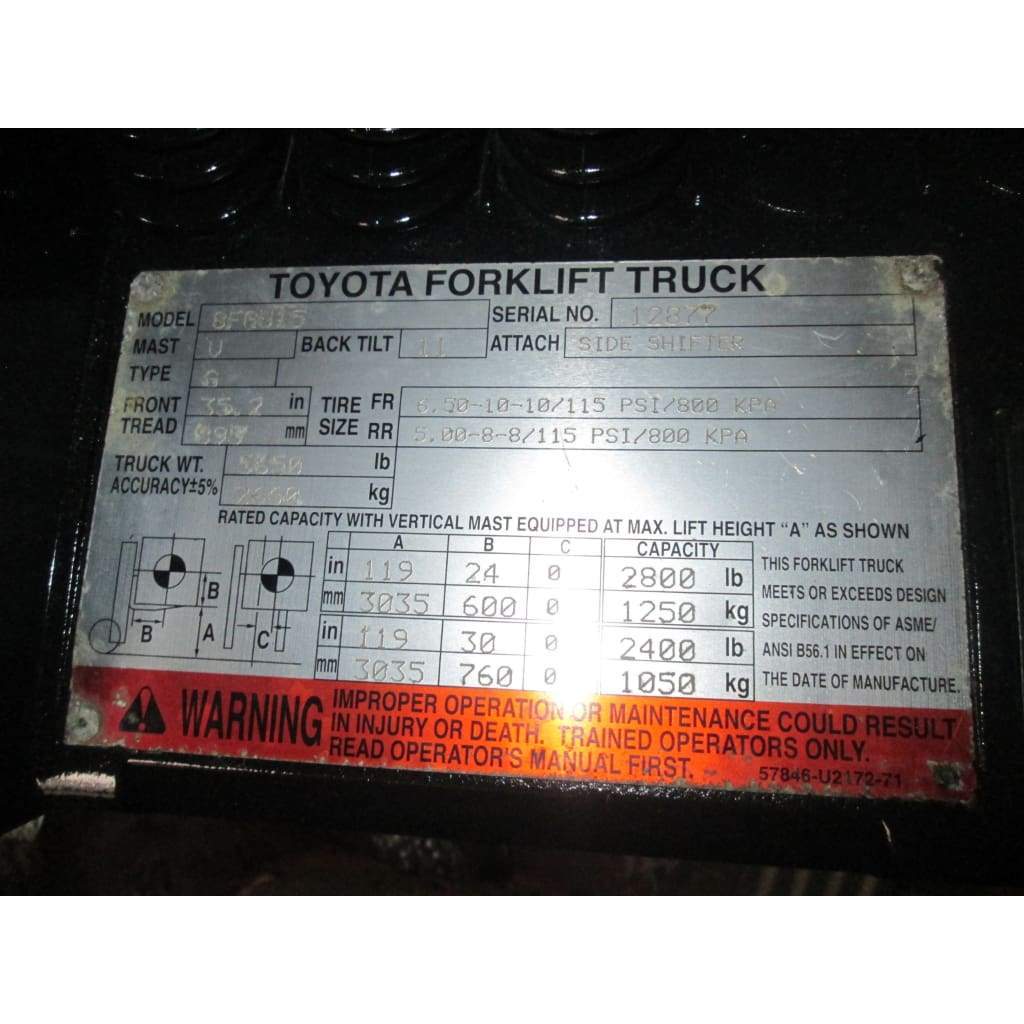 TOYOTA FORKLIFT TRUCK
MODEL 8FGU15 SERIAL NO. 12877
MAST U BACK TILT 11 ATTACH SIDE SHIFTER
TYPE G
FRONT TREAD 35.2 in mm
TIRE SIZE FR 6.50-10-10/115 PSI/800 KPA
RR 5.00-8-8/115 PSI/800 KPA
TRUCK WT. lb
ACCURACY±5% kg
RATED CAPACITY WITH VERTICAL MAST EQUIPPED AT MAX. LIFT HEIGHT "A" AS SHOWN
A B C CAPACITY
in 119 24 0 2800 lb
mm 3035 600 0 1250 kg
in 119 30 0 2400 lb
mm 3035 760 0 1050 kg
B B A C
THIS FORKLIFT TRUCK
MEETS OR EXCEEDS DESIGN
SPECIFICATIONS OF ASME/
ANSI B56.1 IN EFFECT ON
THE DATE OF MANUFACTURE.
WARNING
IMPROPER OPERATION OR MAINTENANCE COULD RESULT
IN INJURY OR DEATH. TRAINED OPERATORS ONLY.
READ OPERATOR'S MANUAL FIRST.
57846-U2172-71